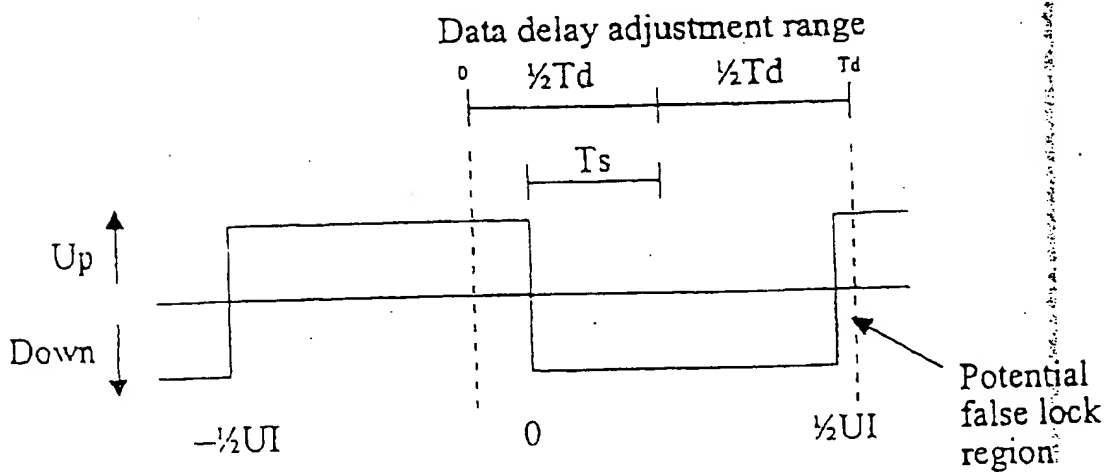 Data delay adjustment range
0 ½Td ½Td Td
Ts
Up
Down
Potential
false lock
region
−½UI 0 ½UI